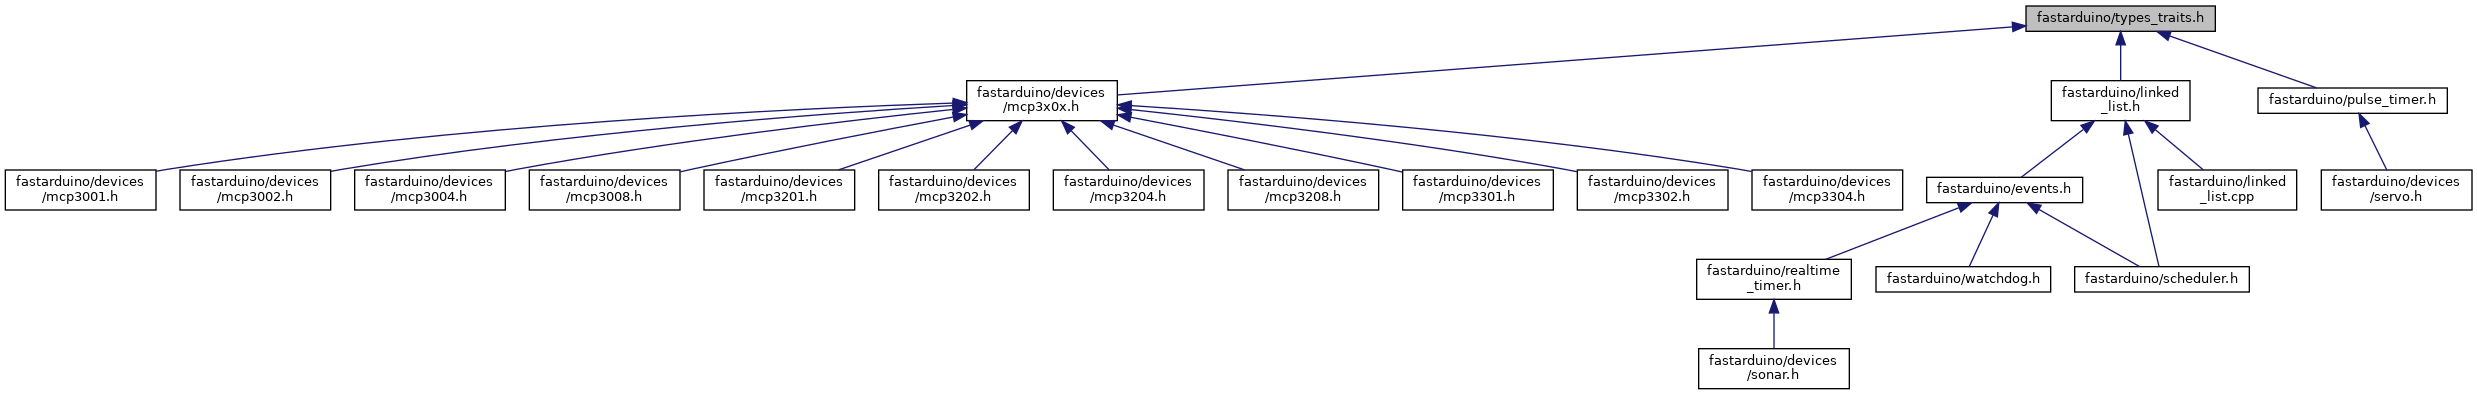 fastarduino/types_traits.h
fastarduino/devices
/mcp3x0x.h
fastarduino/linked
_list.h
fastarduino/pulse_timer.h
fastarduino/devices
/mcp3001.h
fastarduino/devices
/mcp3002.h
fastarduino/devices
/mcp3004.h
fastarduino/devices
/mcp3008.h
fastarduino/devices
/mcp3201.h
fastarduino/devices
/mcp3202.h
fastarduino/devices
/mcp3204.h
fastarduino/devices
/mcp3208.h
fastarduino/devices
/mcp3301.h
fastarduino/devices
/mcp3302.h
fastarduino/devices
/mcp3304.h
fastarduino/events.h
fastarduino/linked
_list.cpp
fastarduino/devices
/servo.h
fastarduino/realtime
_timer.h
fastarduino/watchdog.h
fastarduino/scheduler.h
fastarduino/devices
/sonar.h